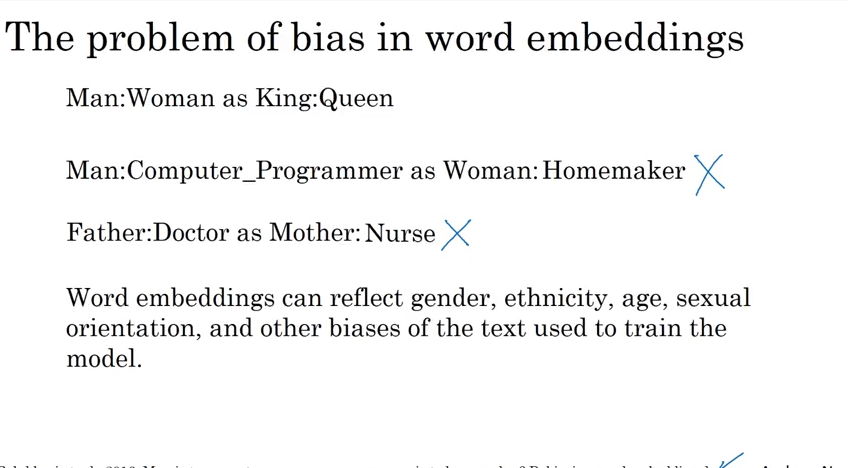 The problem of bias in word embeddings
Man:Woman as King:Queen
Man:Computer_Programmer as Woman:Homemaker
Father:Doctor as Mother:Nurse
Word embeddings can reflect gender, ethnicity, age, sexual
orientation, and other biases of the text used to train the
model.